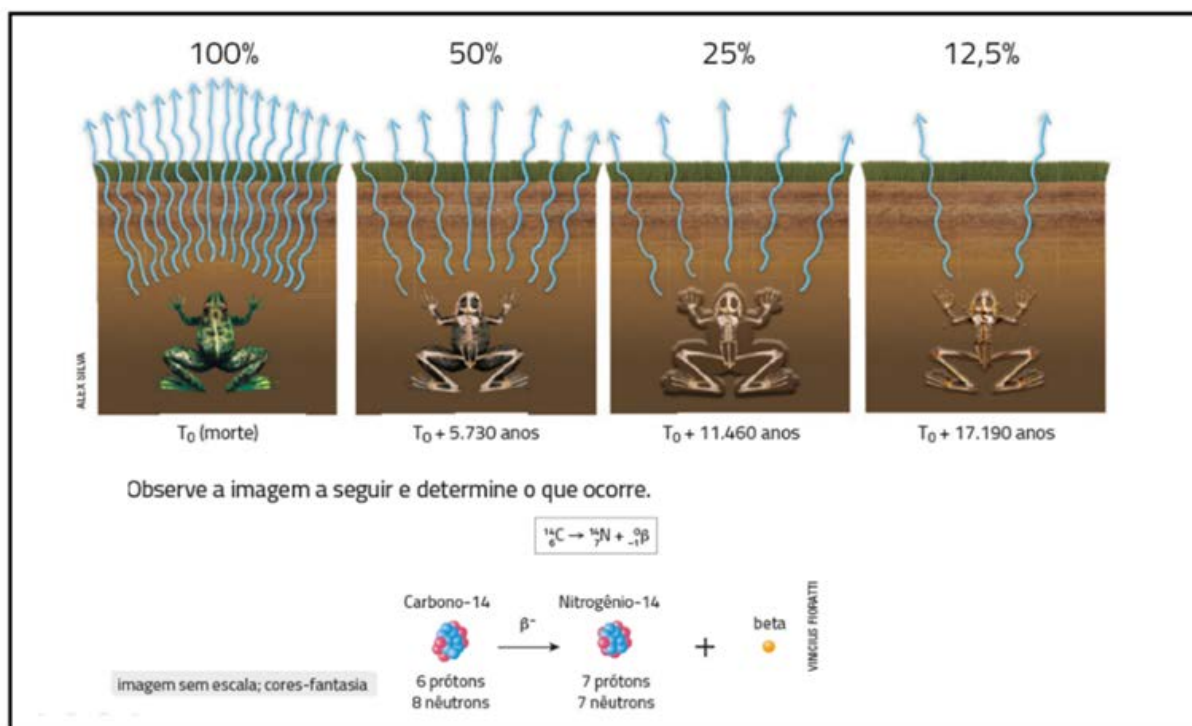 100% 50% 25% 12,5%
ALEX SILVA
T₀ (morte) T₀ + 5.730 anos T₀ + 11.460 anos T₀ + 17.190 anos
Observe a imagem a seguir e determine o que ocorre.
¹⁴₆C → ¹⁴₇N + ⁰₋₁β
Carbono-14 Nitrogênio-14
β⁻ + beta
VINICIUS FIORATTI
6 prótons 7 prótons
imagem sem escala; cores-fantasia
8 nêutrons 7 nêutrons